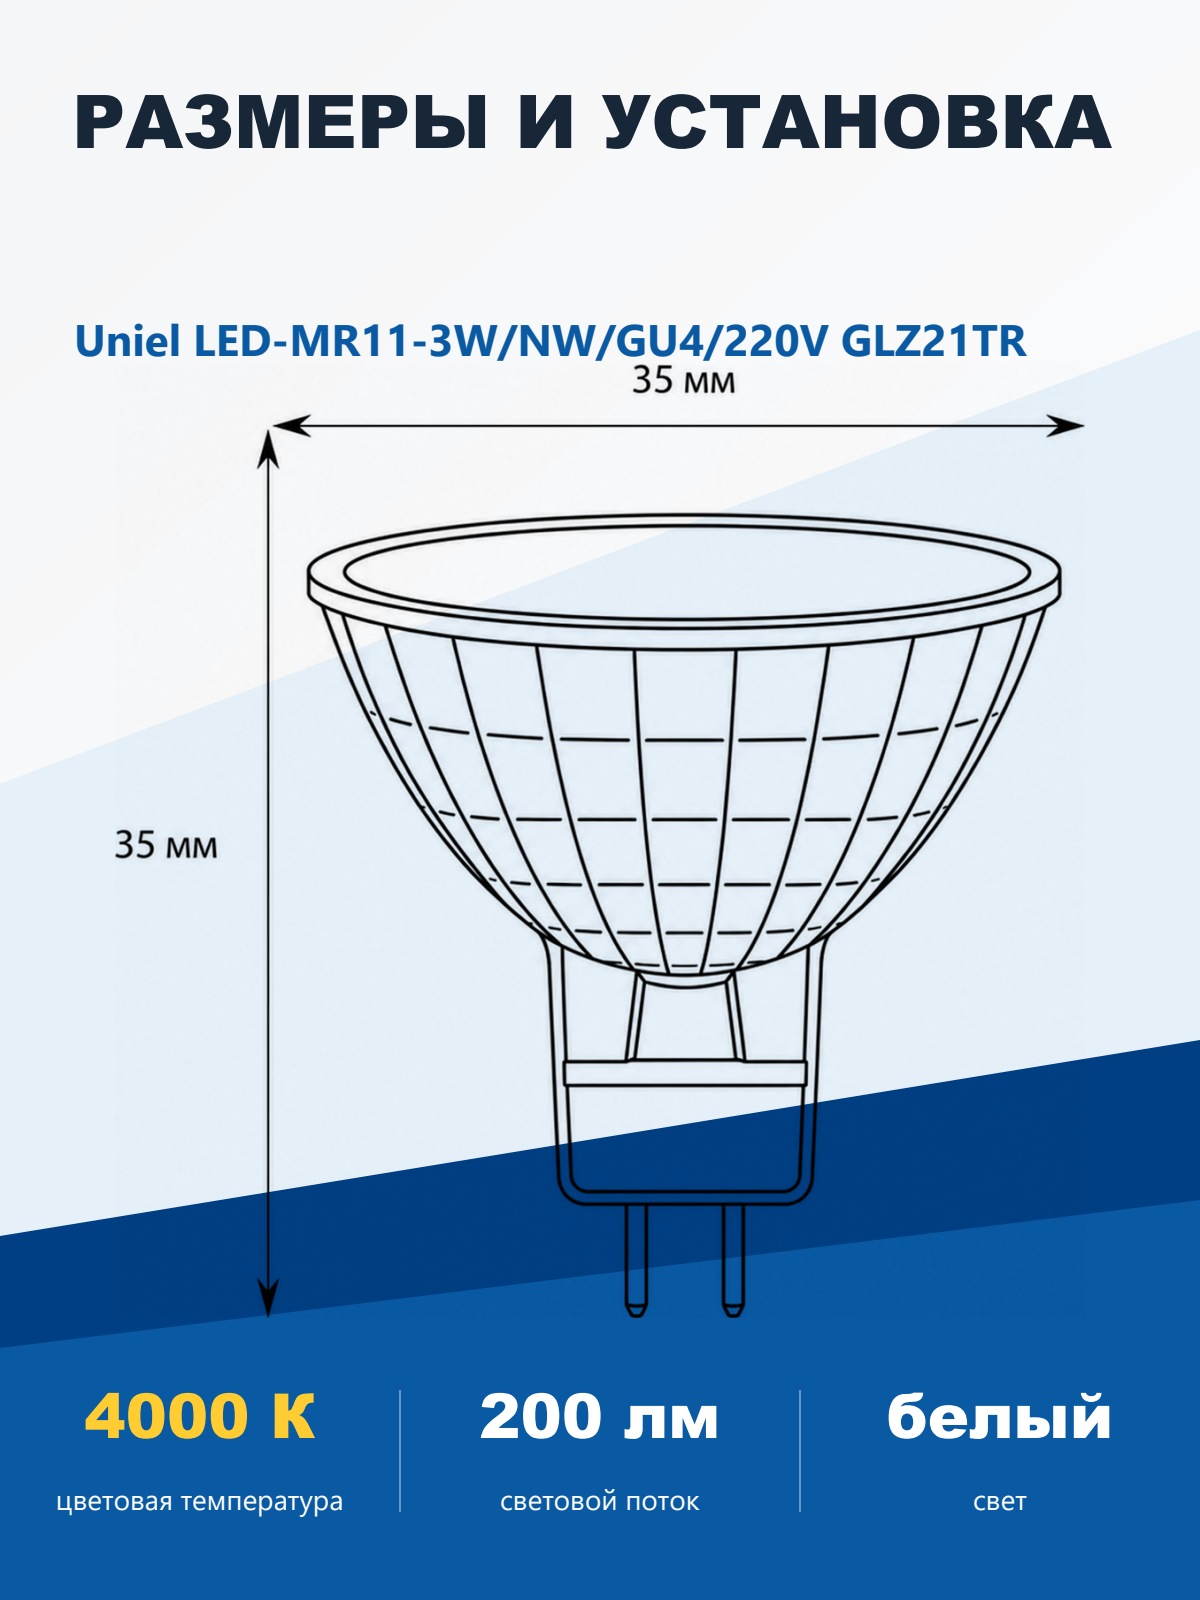 РАЗМЕРЫ И УСТАНОВКА
Uniel LED-MR11-3W/NW/GU4/220V GLZ21TR
35 мм
35 мм
4000 К
200 лм
белый
цветовая температура
световой поток
свет